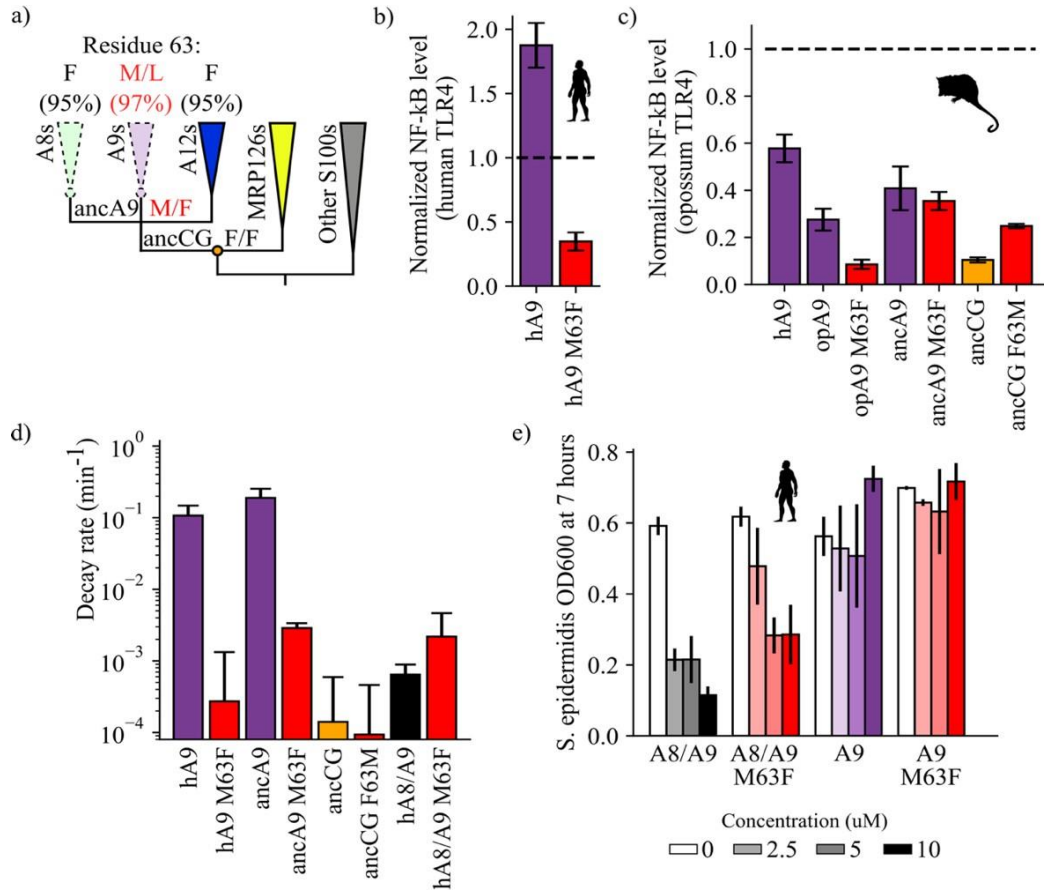 a)
Residue 63:
F M/L F
(95%) (97%) (95%)
A8s A9s A12s MRP126s Other S100s
ancA9 M/F
ancCG F/F
b)
Normalized NF-kB level
(human TLR4)
2.0
1.5
1.0
0.5
0.0
hA9
hA9 M63F
c)
Normalized NF-kB level
(opossum TLR4)
1.0
0.8
0.6
0.4
0.2
0.0
hA9
opA9
opA9 M63F
ancA9
ancA9 M63F
ancCG
ancCG F63M
d)
Decay rate (min⁻¹)
10⁰
10⁻¹
10⁻²
10⁻³
10⁻⁴
hA9
hA9 M63F
ancA9
ancA9 M63F
ancCG
ancCG F63M
hA8/A9
hA8/A9 M63F
e)
S. epidermidis OD600 at 7 hours
0.6
0.4
0.2
0.0
A8/A9 A8/A9 A9 A9
M63F M63F
Concentration (uM)
0 2.5 5 10